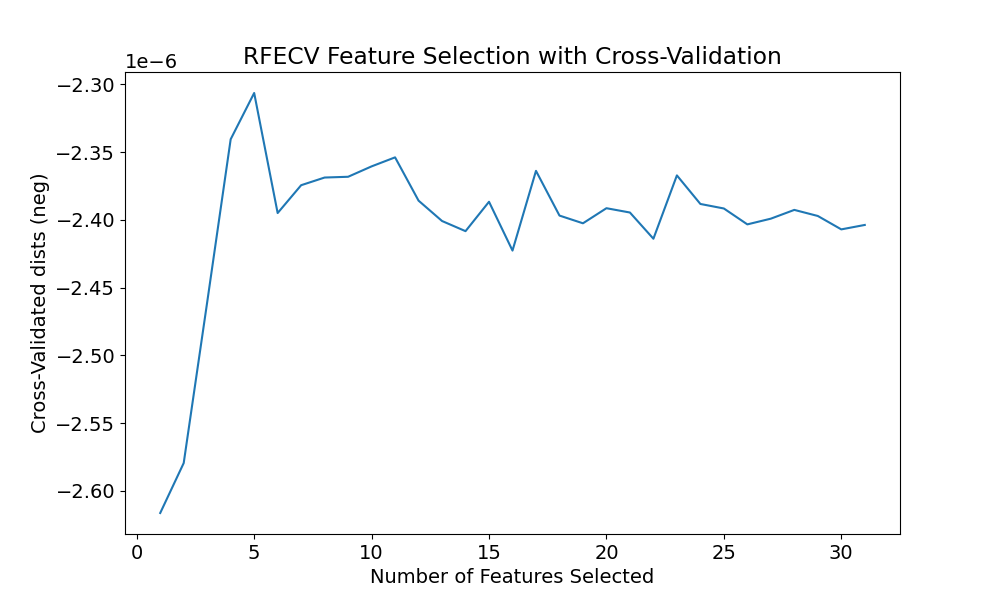 RFECV Feature Selection with Cross-Validation
1e−6
−2.30
−2.35
−2.40
−2.45
−2.50
−2.55
−2.60
Cross-Validated dists (neg)
0 5 10 15 20 25 30
Number of Features Selected